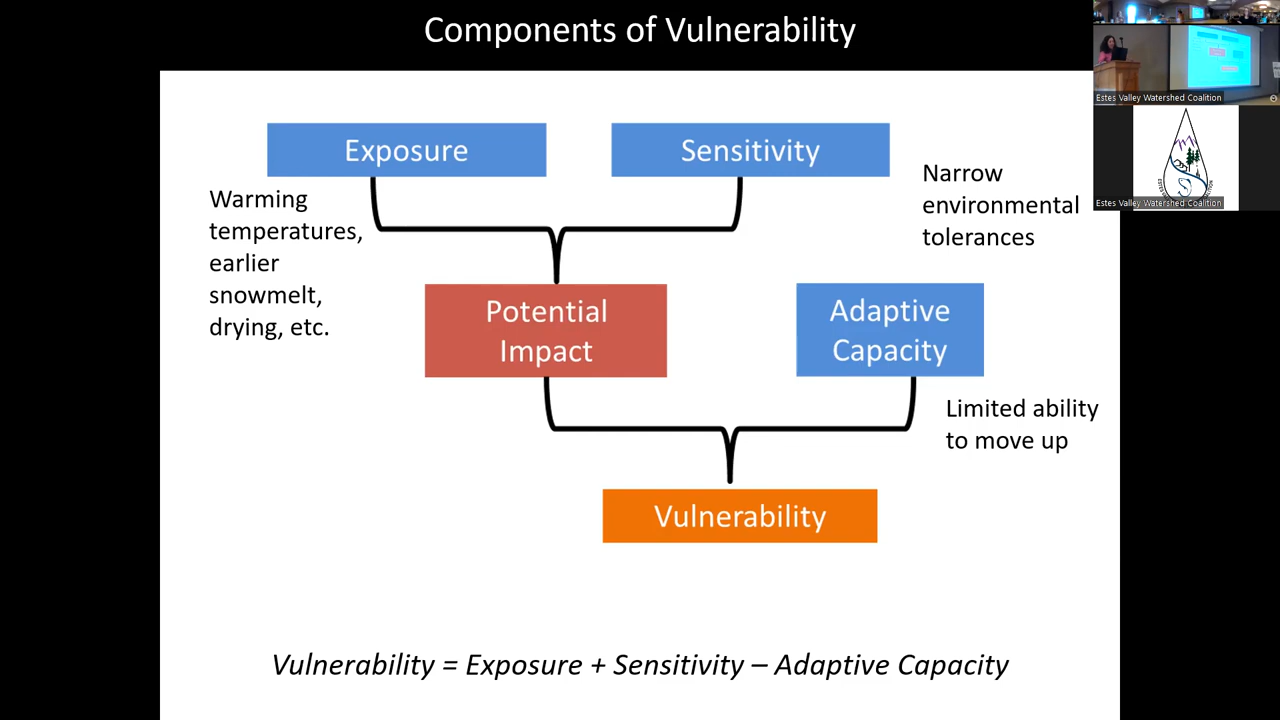 Components of Vulnerability
Estes Valley Watershed Coalition
Exposure
Sensitivity
Warming
temperatures,
earlier
snowmelt,
drying, etc.
Narrow
environmental
tolerances
Estes Valley Watershed Coalition
Potential
Impact
Adaptive
Capacity
Limited ability
to move up
Vulnerability
Vulnerability = Exposure + Sensitivity – Adaptive Capacity